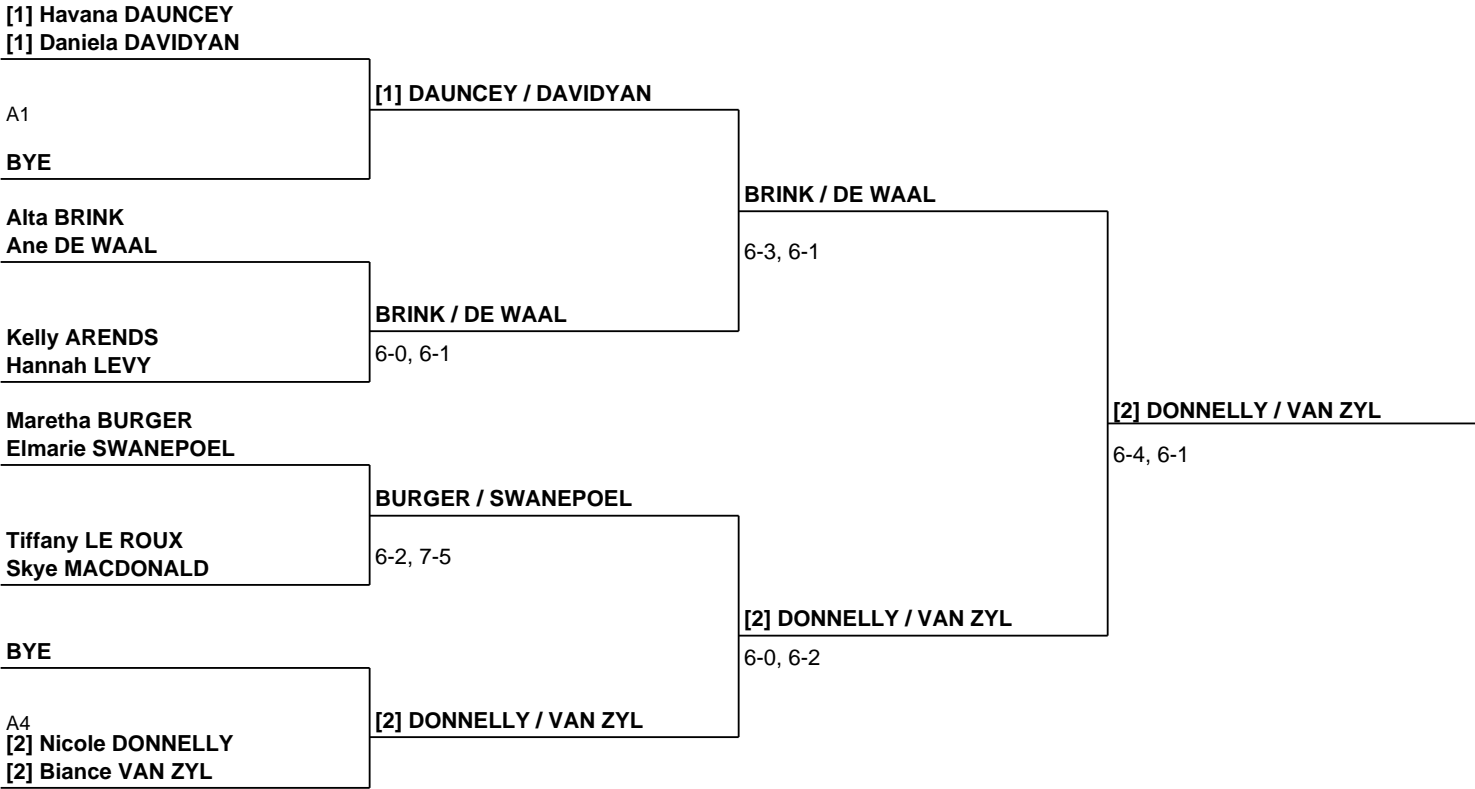 [1] Havana DAUNCEY
[1] Daniela DAVIDYAN
[1] DAUNCEY / DAVIDYAN
A1
BYE
BRINK / DE WAAL
Alta BRINK
Ane DE WAAL
6-3, 6-1
BRINK / DE WAAL
Kelly ARENDS
Hannah LEVY
6-0, 6-1
[2] DONNELLY / VAN ZYL
Maretha BURGER
Elmarie SWANEPOEL
6-4, 6-1
BURGER / SWANEPOEL
Tiffany LE ROUX
Skye MACDONALD
6-2, 7-5
[2] DONNELLY / VAN ZYL
BYE
6-0, 6-2
A4
[2] DONNELLY / VAN ZYL
[2] Nicole DONNELLY
[2] Biance VAN ZYL